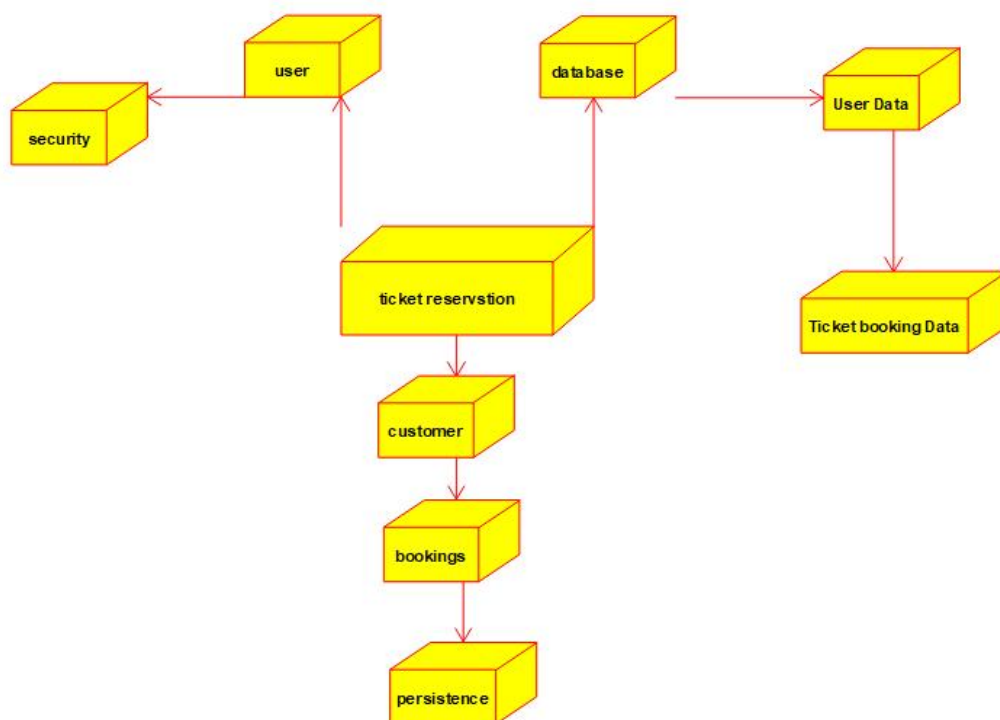 user
database
User Data
security
ticket reservstion
Ticket booking Data
customer
bookings
persistence